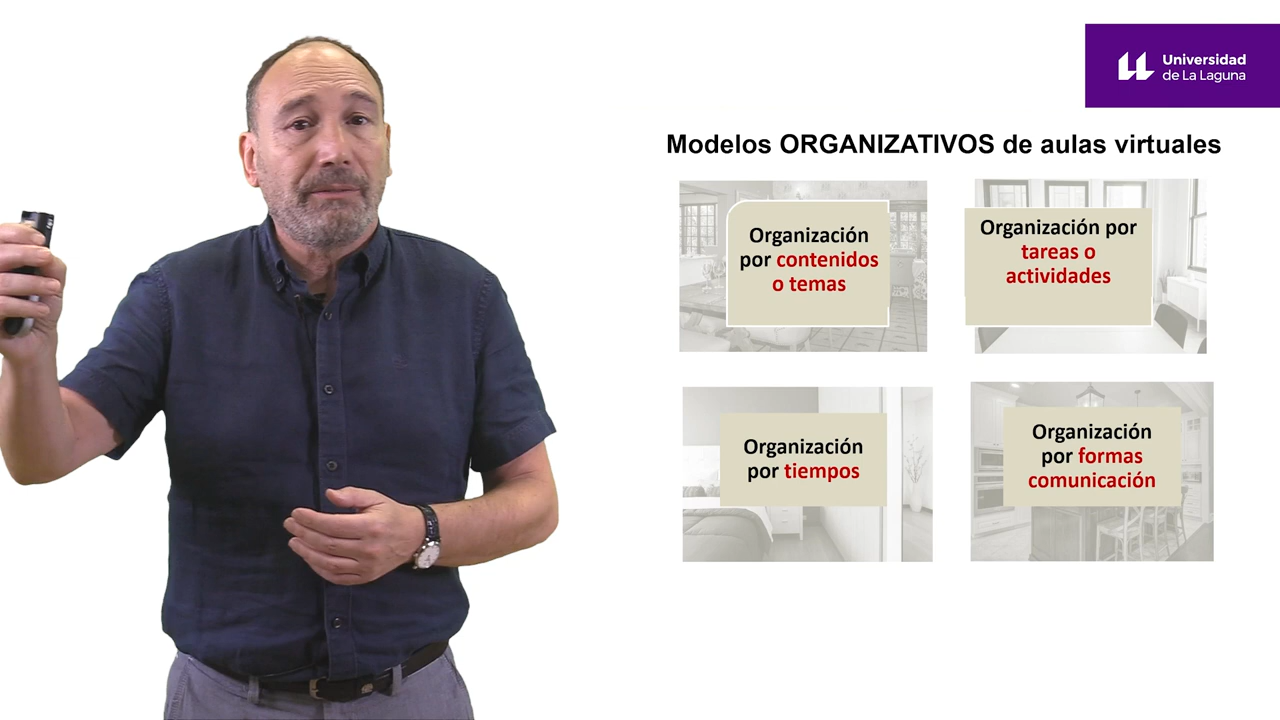 Universidad
de La Laguna
Modelos ORGANIZATIVOS de aulas virtuales
Organización
por contenidos
o temas
Organización por
tareas o
actividades
Organización
por tiempos
Organización
por formas
comunicación